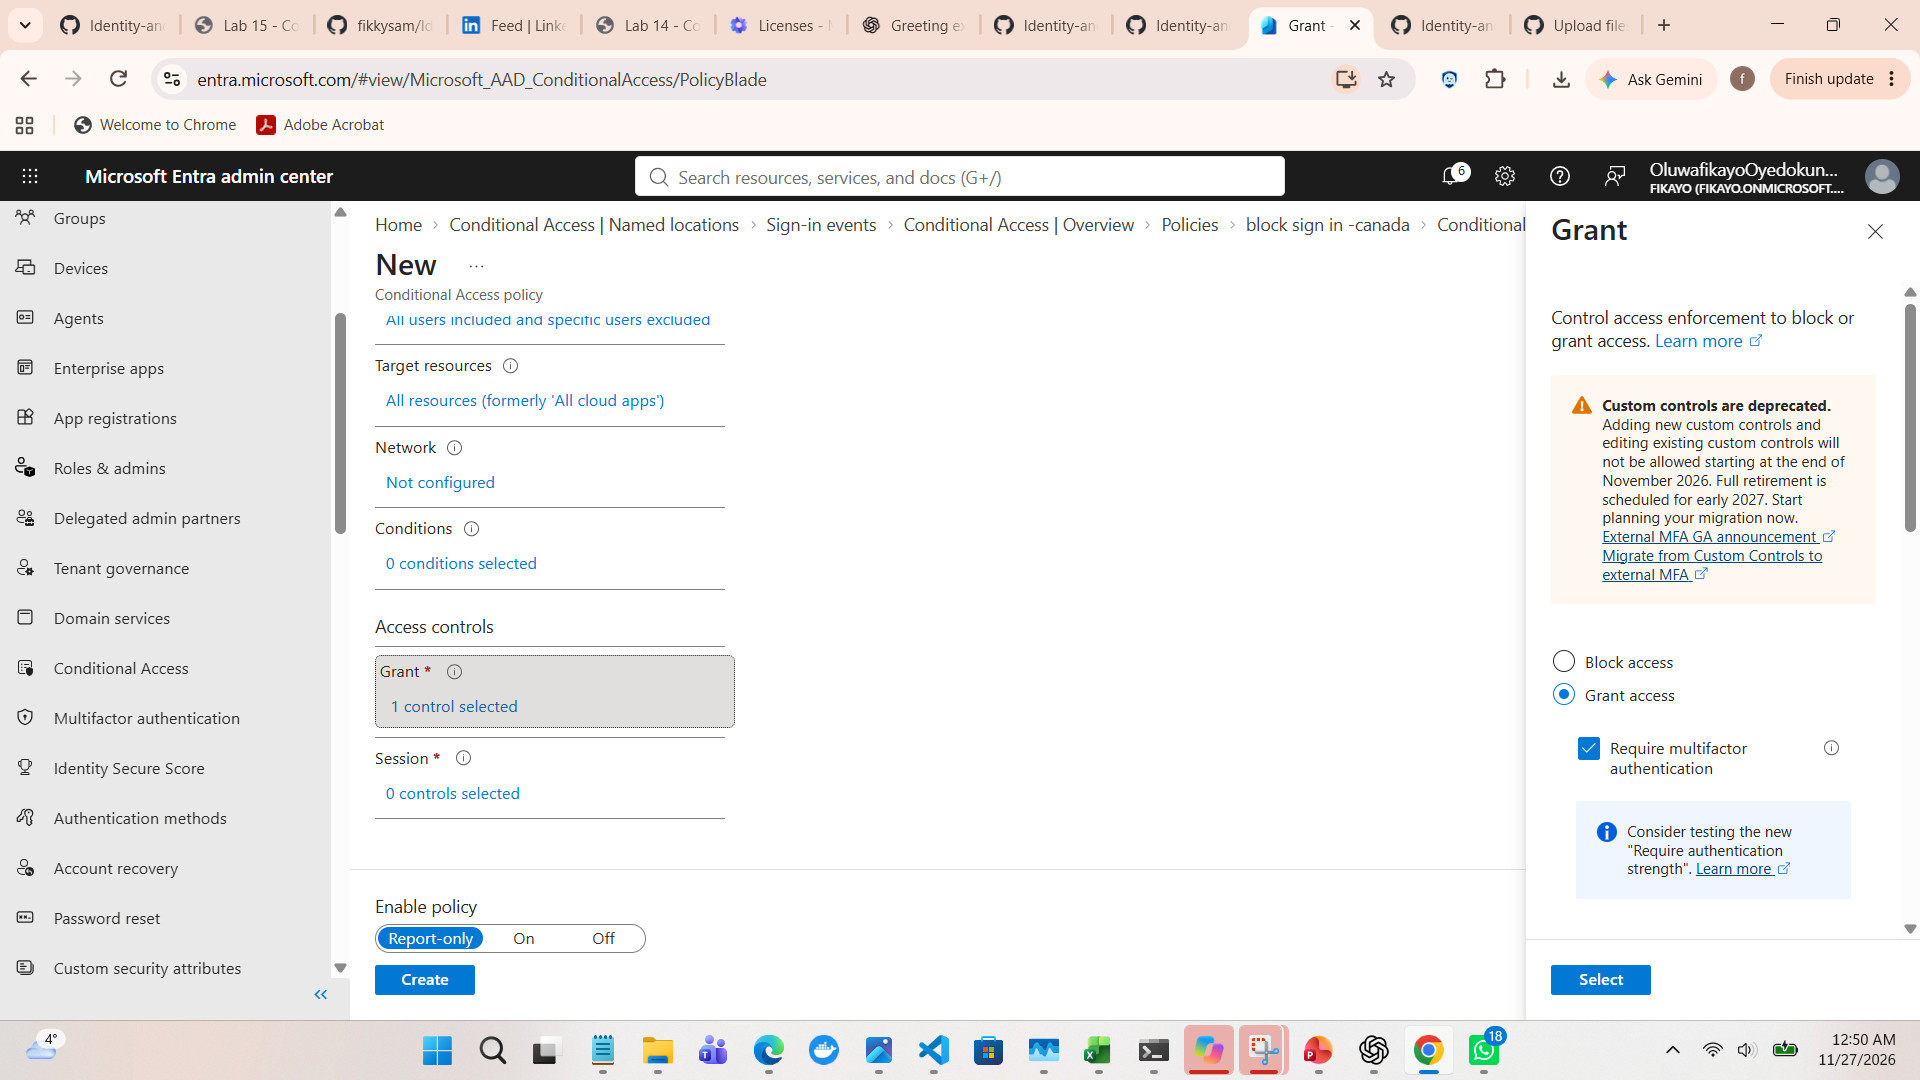 Identity-an
Lab 15 - Co
fikkysam/Id
Feed | Linke
Lab 14 - Co
Licenses - M
Greeting ex
Identity-an
Identity-an
Grant -
Identity-an
Upload file
entra.microsoft.com/#view/Microsoft_AAD_ConditionalAccess/PolicyBlade
Ask Gemini
f
Finish update
Welcome to Chrome
Adobe Acrobat
Microsoft Entra admin center
Search resources, services, and docs (G+/)
6
OluwafikayoOyedokun...
FIKAYO (FIKAYO.ONMICROSOFT....
Groups
Devices
Agents
Enterprise apps
App registrations
Roles & admins
Delegated admin partners
Tenant governance
Domain services
Conditional Access
Multifactor authentication
Identity Secure Score
Authentication methods
Account recovery
Password reset
Custom security attributes
Home > Conditional Access | Named locations > Sign-in events > Conditional Access | Overview > Policies > block sign in -canada > Conditional
New ...
Conditional Access policy
All users included and specific users excluded
Target resources
All resources (formerly 'All cloud apps')
Network
Not configured
Conditions
0 conditions selected
Access controls
Grant *
1 control selected
Session *
0 controls selected
Enable policy
Report-only On Off
Create
Grant
Control access enforcement to block or
grant access. Learn more
Custom controls are deprecated.
Adding new custom controls and
editing existing custom controls will
not be allowed starting at the end of
November 2026. Full retirement is
scheduled for early 2027. Start
planning your migration now.
External MFA GA announcement
Migrate from Custom Controls to
external MFA
Block access
Grant access
Require multifactor
authentication
Consider testing the new
"Require authentication
strength". Learn more
Select
4°
18
12:50 AM
11/27/2026